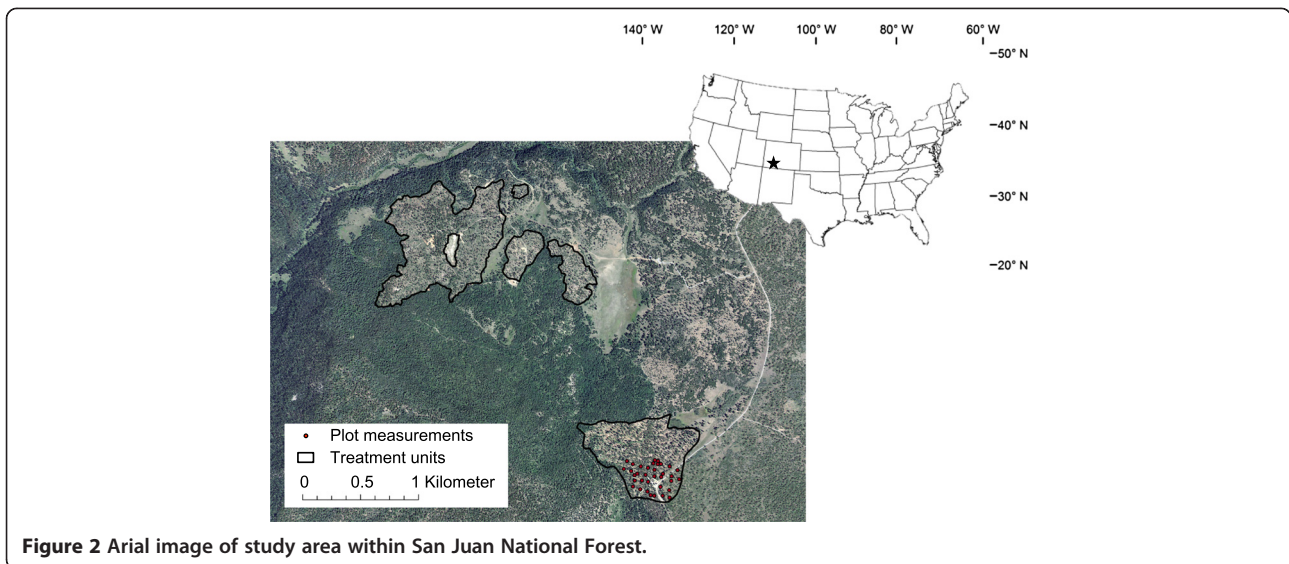 140° W 120° W 100° W 80° W 60° W
50° N
40° N
30° N
20° N
Plot measurements
Treatment units
0 0.5 1 Kilometer
Figure 2 Arial image of study area within San Juan National Forest.